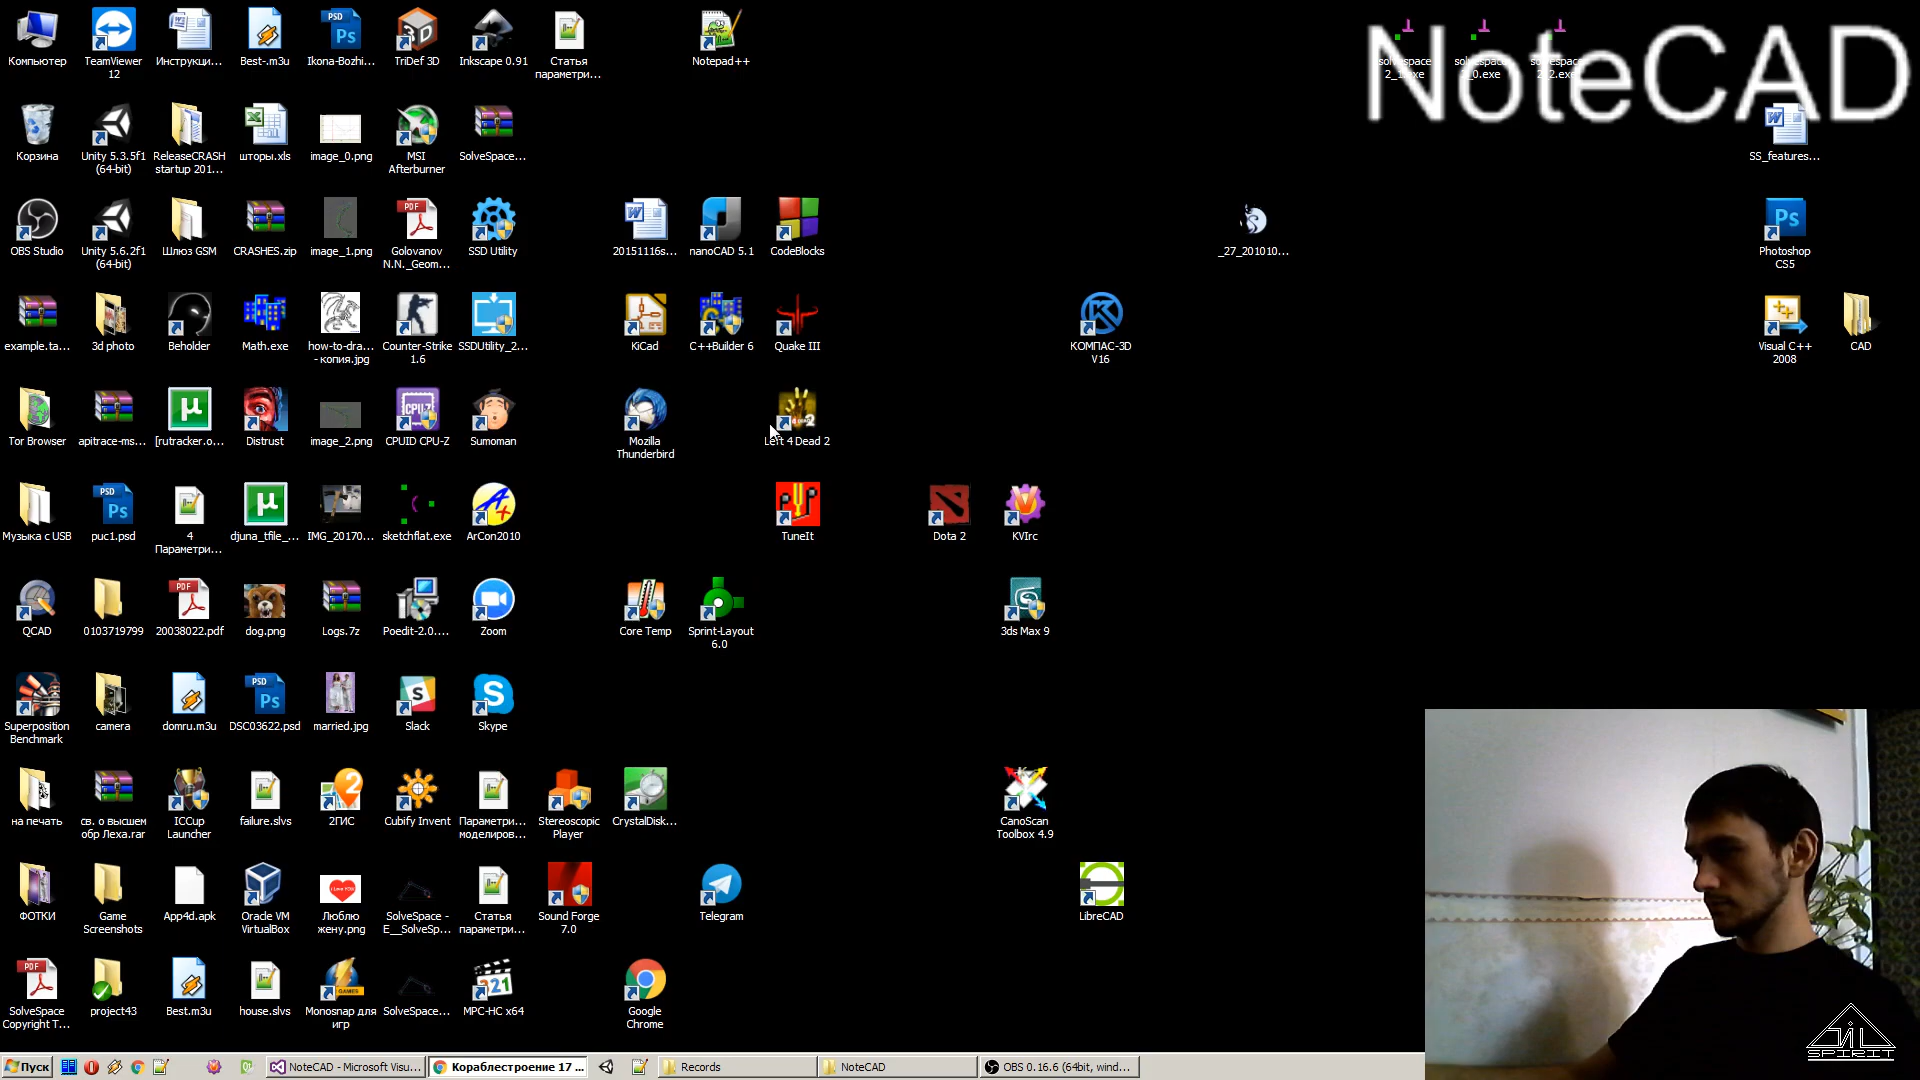 Компьютер
TeamViewer
12
Инструкци...
Best-.m3u
Ikona-Bozhi...
TriDef 3D
Inkscape 0.91
Статья
параметри...
Notepad++
solvespace
2_1.exe
solvespace
2_0.exe
solvespace
2_2.exe
NoteCAD
Корзина
Unity 5.3.5f1
(64-bit)
ReleaseCRASH
startup 201...
шторы.xls
image_0.png
MSI
Afterburner
SolveSpace...
SS_features...
OBS Studio
Unity 5.6.2f1
(64-bit)
Шлюз GSM
CRASHES.zip
image_1.png
Golovanov
N.N._Geom...
SSD Utility
20151116s...
nanoCAD 5.1
CodeBlocks
_27_201010...
Photoshop
CS5
example.ta...
3d photo
Beholder
Math.exe
how-to-dra...
- копия.jpg
Counter-Strike
1.6
SSDUtility_2...
KiCad
C++Builder 6
Quake III
КОМПАС-3D
V16
Visual C++
2008
CAD
Tor Browser
apitrace-ms...
[rutracker.o...
Distrust
image_2.png
CPUID CPU-Z
Sumoman
Mozilla
Thunderbird
Left 4 Dead 2
Музыка с USB
puc1.psd
4
Параметри...
djuna_tfile_...
IMG_20170...
sketchflat.exe
ArCon2010
TuneIt
Dota 2
KVIrc
QCAD
0103719799
20038022.pdf
dog.png
Logs.7z
Poedit-2.0....
Zoom
Core Temp
Sprint-Layout
6.0
3ds Max 9
Superposition
Benchmark
camera
domru.m3u
DSC03622.psd
married.jpg
Slack
Skype
на печать
св. о высшем
обр Леха.rar
ICCup
Launcher
failure.slvs
2ГИС
Cubify Invent
Параметри...
моделиров...
Stereoscopic
Player
CrystalDisk...
CanoScan
Toolbox 4.9
ФОТКИ
Game
Screenshots
App4d.apk
Oracle VM
VirtualBox
Люблю
жену.png
SolveSpace -
E__SolveSp...
Статья
параметри...
Sound Forge
7.0
Telegram
LibreCAD
SolveSpace
Copyright T...
project43
Best.m3u
house.slvs
Monosnap для
игр
SolveSpace...
MPC-HC x64
Google
Chrome
Пуск
NoteCAD - Microsoft Visu...
Кораблестроение 17 ...
Records
NoteCAD
OBS 0.16.6 (64bit, wind...
SPIRIT